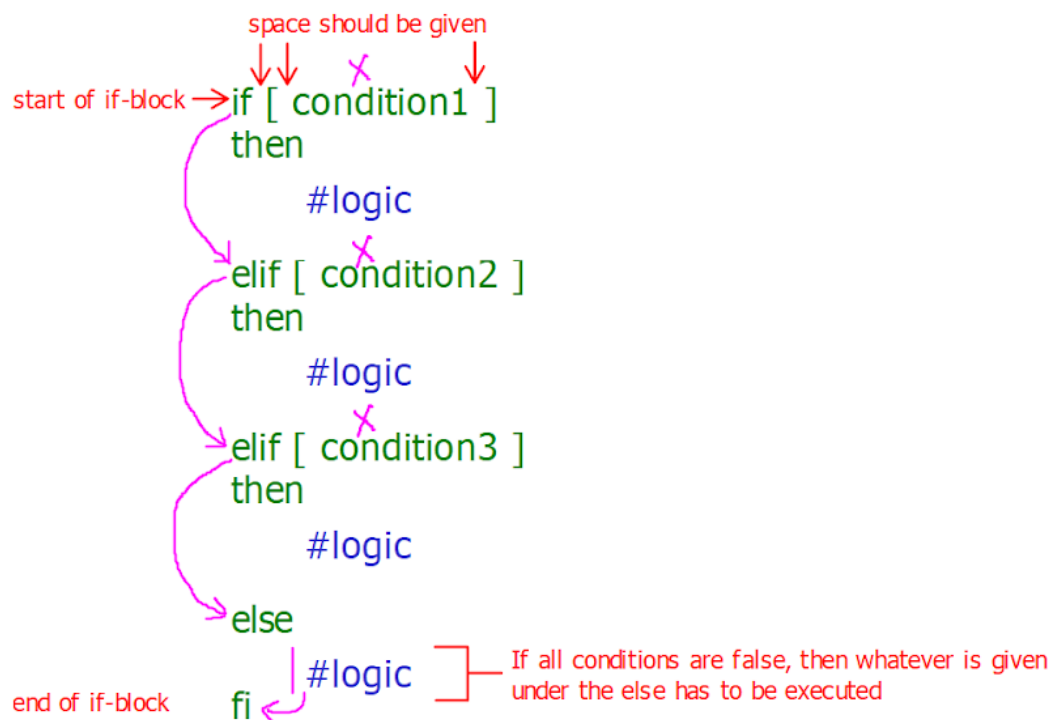 space should be given
start of if-block if [ condition1 ]
then
#logic
elif [ condition2 ]
then
#logic
elif [ condition3 ]
then
#logic
else
#logic
If all conditions are false, then whatever is given
under the else has to be executed
end of if-block fi